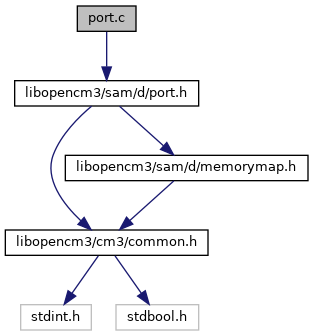 port.c
libopencm3/sam/d/port.h
libopencm3/sam/d/memorymap.h
libopencm3/cm3/common.h
stdint.h
stdbool.h